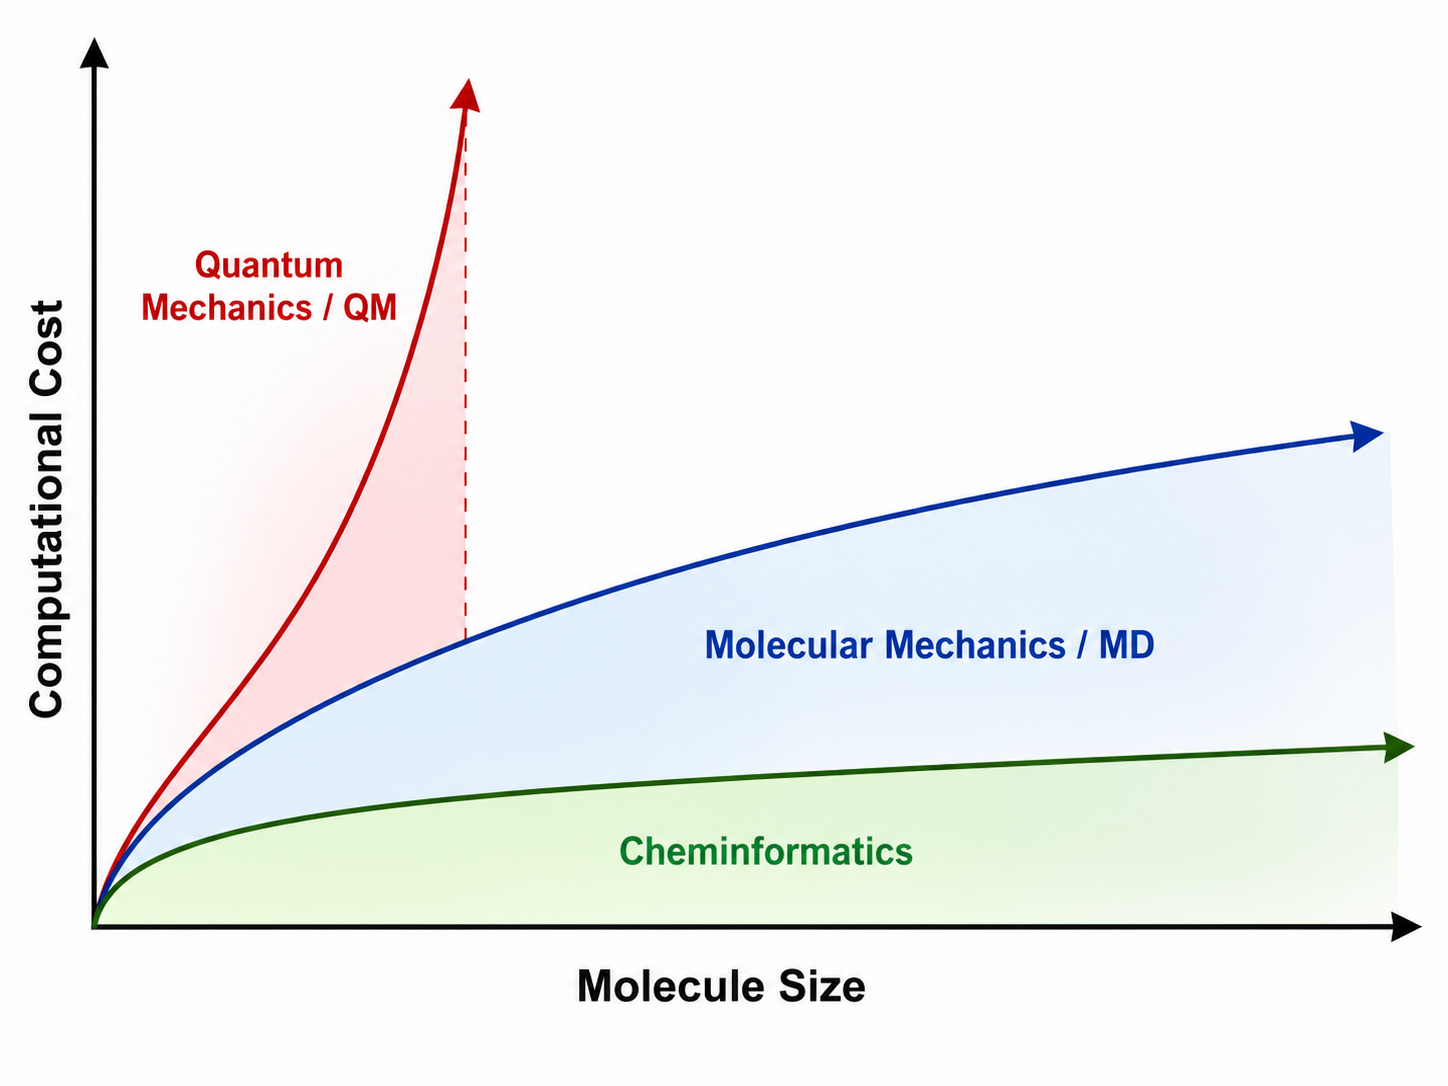 Quantum
Mechanics / QM
Computational Cost
Molecular Mechanics / MD
Cheminformatics
Molecule Size